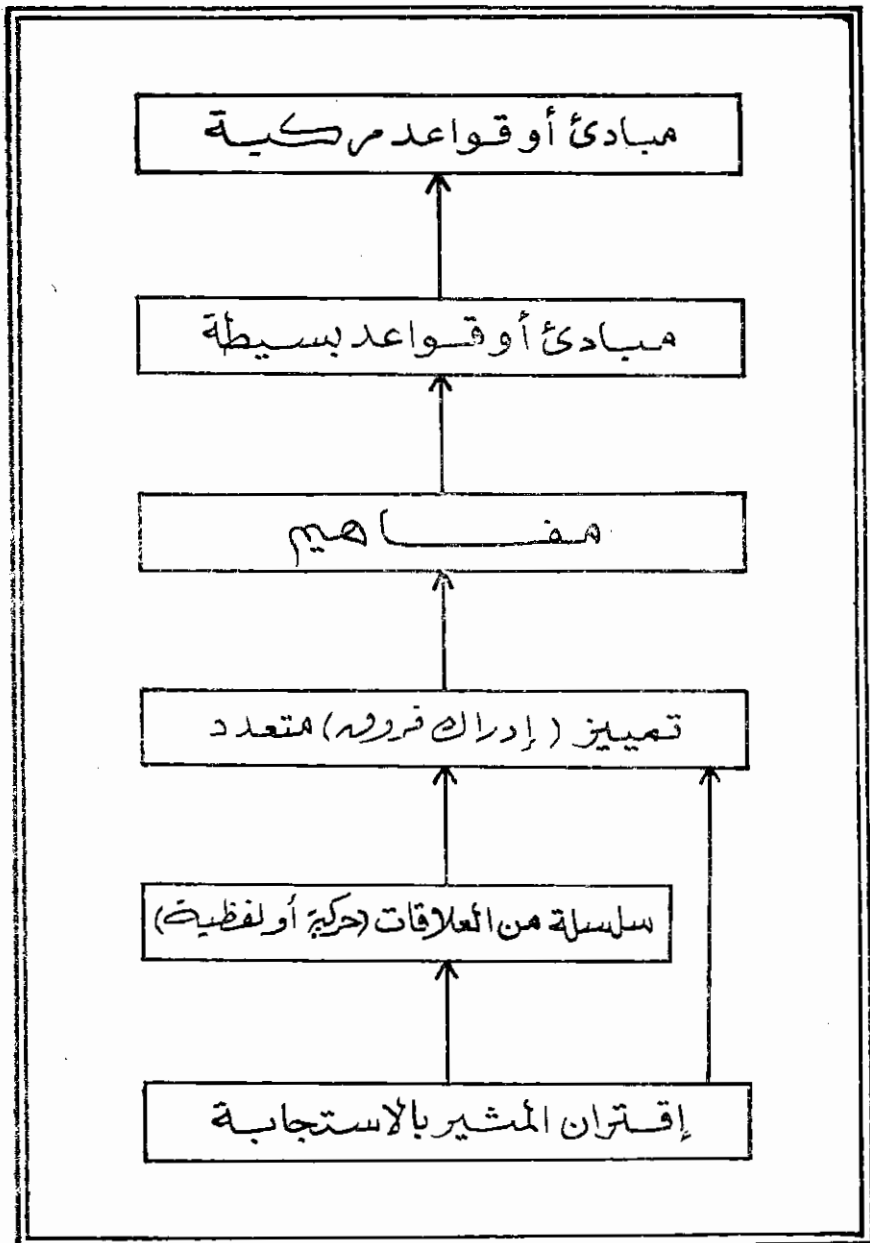 مبادئ أو قواعد مركبة
مبادئ أو قواعد بسيطة
مفاهيم
تمييز (إدراك فروق) متعدد
سلسلة من العلاقات (حركية أو لفظية)
إقتران المثير بالاستجابة